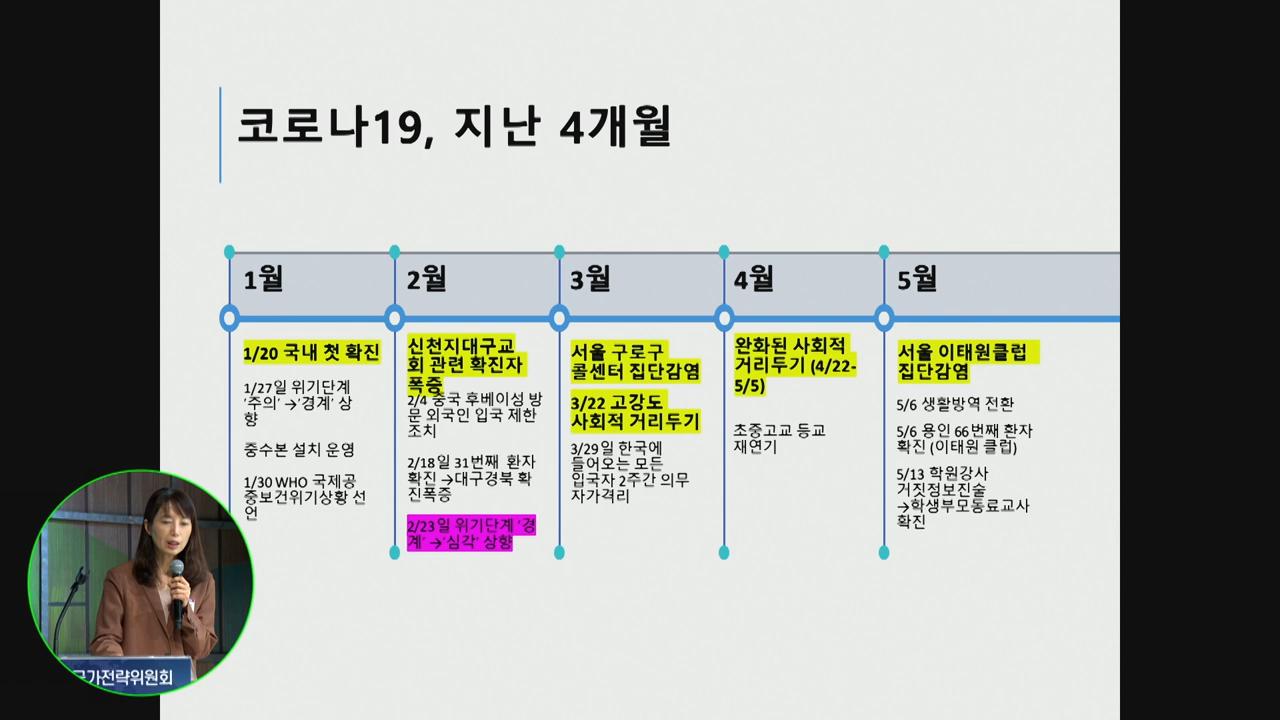 코로나19, 지난 4개월
1월
2월
3월
4월
5월
1/20 국내 첫 확진
1/27일 위기단계
‘주의’ →‘경계’ 상
향
중수본 설치 운영
1/30 WHO 국제공
중보건위기상황 선
언
신천지대구교
회 관련 확진자
폭증
2/4 중국 후베이성 방
문 외국인 입국 제한
조치
2/18일 31번째 환자
확진 →대구경북 확
진폭증
2/23일 위기단계 ‘경
계’ →‘심각’ 상향
서울 구로구
콜센터 집단감염
3/22 고강도
사회적 거리두기
3/29일 한국에
들어오는 모든
입국자 2주간 의무
자가격리
완화된 사회적
거리두기 (4/22-
5/5)
초중고교 등교
재연기
서울 이태원클럽
집단감염
5/6 생활방역 전환
5/6 용인 66번째 환자
확진 (이태원 클럽)
5/13 학원강사
거짓정보진술
→학생부모동료교사
확진
국가전략위원회